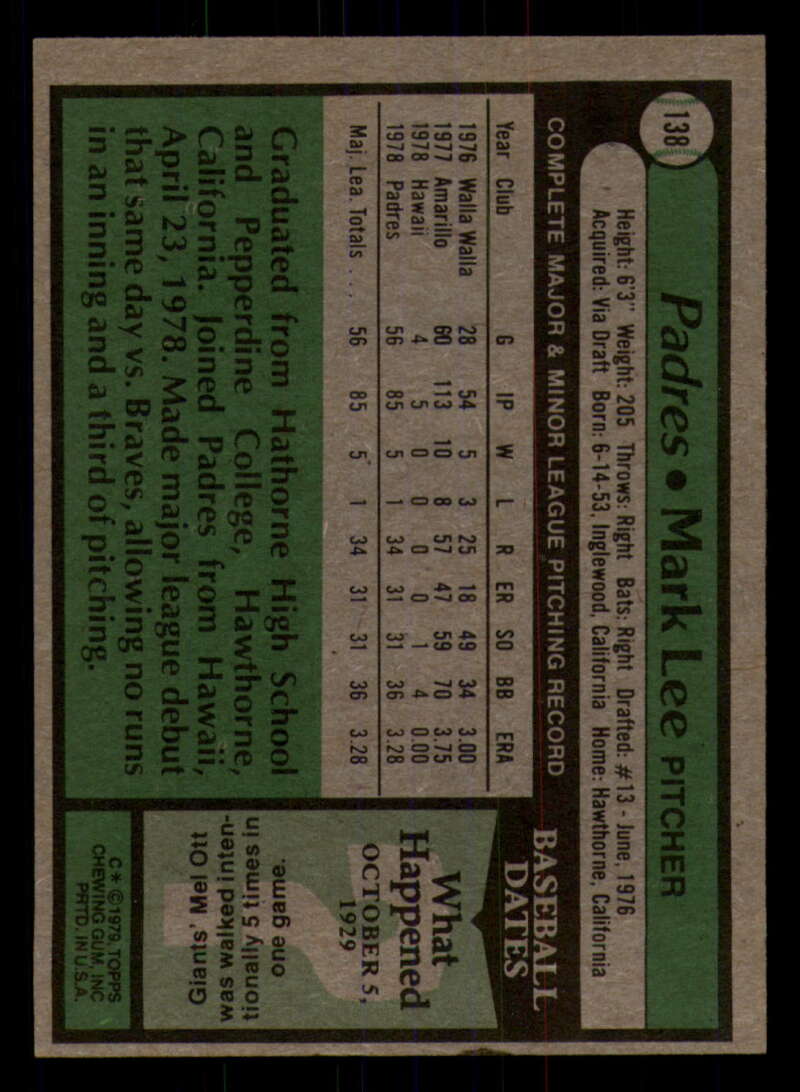 138
Padres • Mark Lee PITCHER
Height: 6'3" Weight: 205 Throws: Right Bats: Right Drafted: #13 - June, 1976
Acquired: Via Draft Born: 6-14-53, Inglewood, California Home: Hawthorne, California
COMPLETE MAJOR & MINOR LEAGUE PITCHING RECORD
Year Club G IP W L R ER SO BB ERA
1976 Walla Walla 28 54 5 3 25 18 49 34 3.00
1977 Amarillo 60 113 10 8 57 47 59 70 3.75
1978 Hawaii 4 5 0 0 0 0 1 4 0.00
1978 Padres 56 85 5 1 34 31 31 36 3.28
Maj. Lea. Totals . . . 56 85 5 1 34 31 31 36 3.28
Graduated from Hathorne High School
and Pepperdine College, Hawthorne,
California. Joined Padres from Hawaii,
April 23, 1978. Made major league debut
that same day vs. Braves, allowing no runs
in an inning and a third of pitching.
BASEBALL
DATES
What
Happened
OCTOBER 5,
1929
Giants' Mel Ott
was walked inten-
tionally 5 times in
one game.
C* © 1979, TOPPS
CHEWING GUM, INC
PRTD. IN U.S.A.